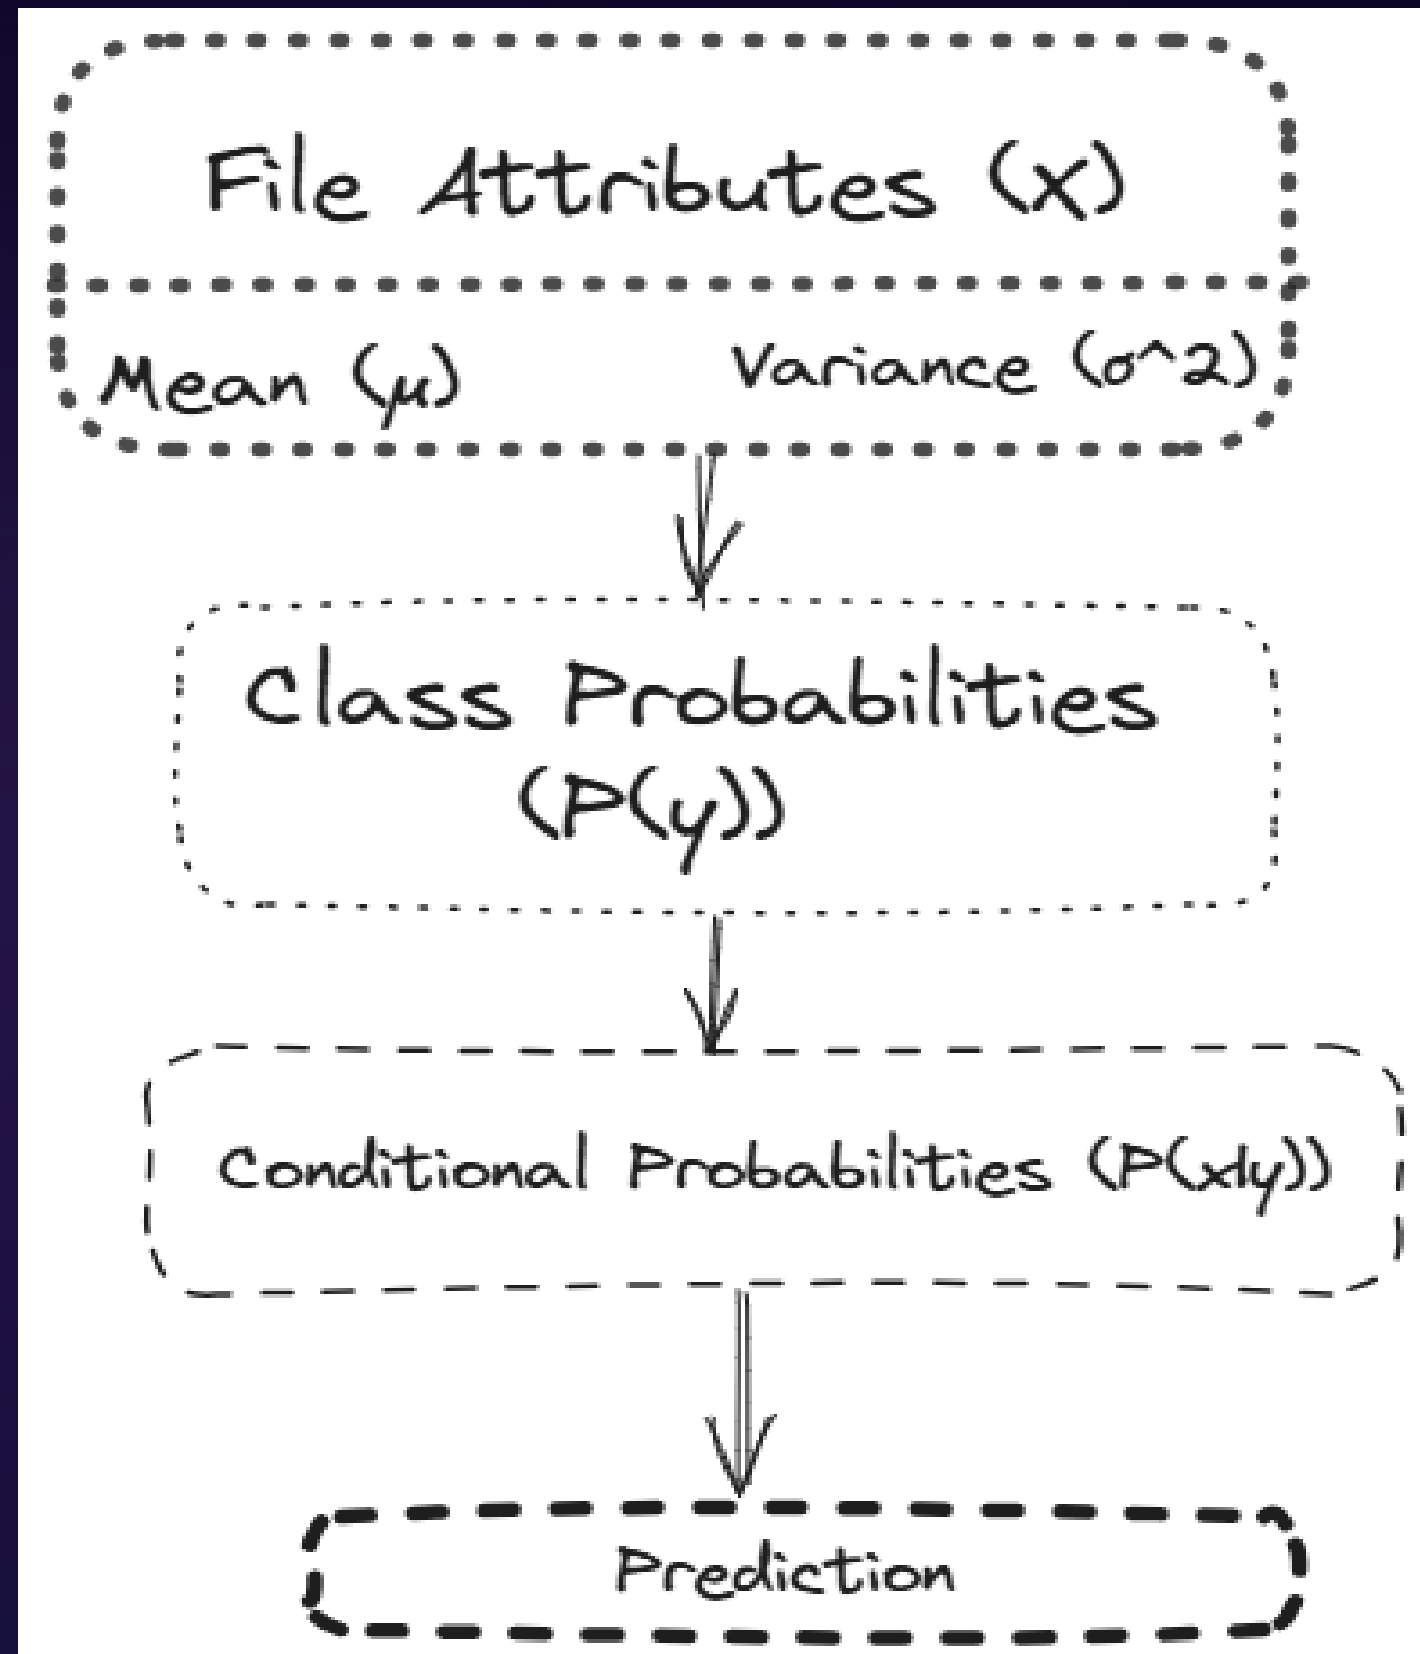 File Attributes (x)
Mean (μ) Variance (σ^2)
Class Probabilities
(P(y))
Conditional Probabilities (P(x|y))
Prediction